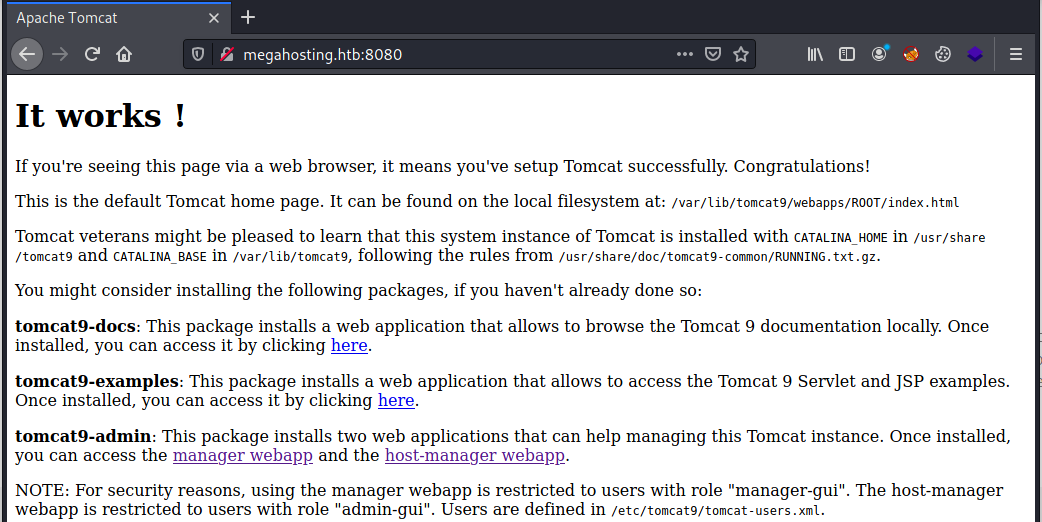 Apache Tomcat
megahosting.htb:8080
It works !
If you're seeing this page via a web browser, it means you've setup Tomcat successfully. Congratulations!
This is the default Tomcat home page. It can be found on the local filesystem at: /var/lib/tomcat9/webapps/ROOT/index.html
Tomcat veterans might be pleased to learn that this system instance of Tomcat is installed with CATALINA_HOME in /usr/share
/tomcat9 and CATALINA_BASE in /var/lib/tomcat9, following the rules from /usr/share/doc/tomcat9-common/RUNNING.txt.gz.
You might consider installing the following packages, if you haven't already done so:
tomcat9-docs: This package installs a web application that allows to browse the Tomcat 9 documentation locally. Once
installed, you can access it by clicking here.
tomcat9-examples: This package installs a web application that allows to access the Tomcat 9 Servlet and JSP examples.
Once installed, you can access it by clicking here.
tomcat9-admin: This package installs two web applications that can help managing this Tomcat instance. Once installed,
you can access the manager webapp and the host-manager webapp.
NOTE: For security reasons, using the manager webapp is restricted to users with role "manager-gui". The host-manager
webapp is restricted to users with role "admin-gui". Users are defined in /etc/tomcat9/tomcat-users.xml.